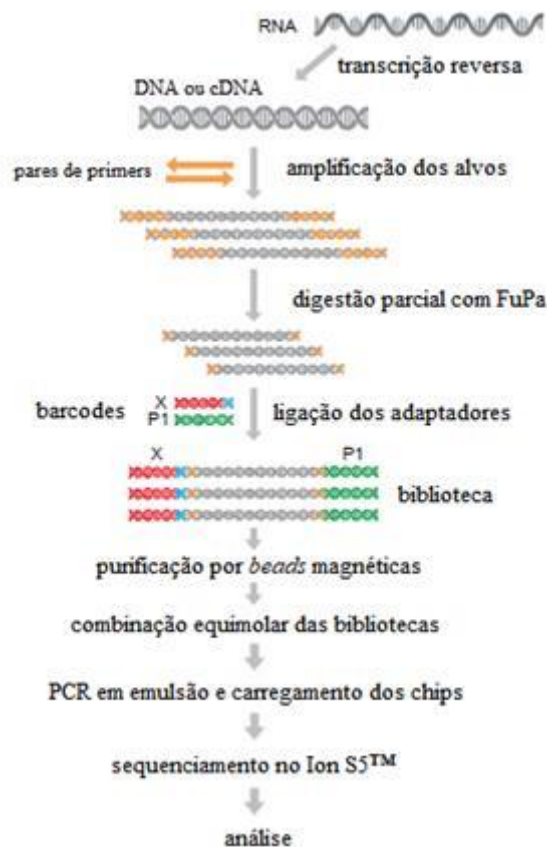 RNA
transcrição reversa
DNA ou cDNA
pares de primers
amplificação dos alvos
digestão parcial com FuPa
barcodes
X
P1
ligação dos adaptadores
X P1
biblioteca
purificação por beads magnéticas
combinação equimolar das bibliotecas
PCR em emulsão e carregamento dos chips
sequenciamento no Ion S5™
análise